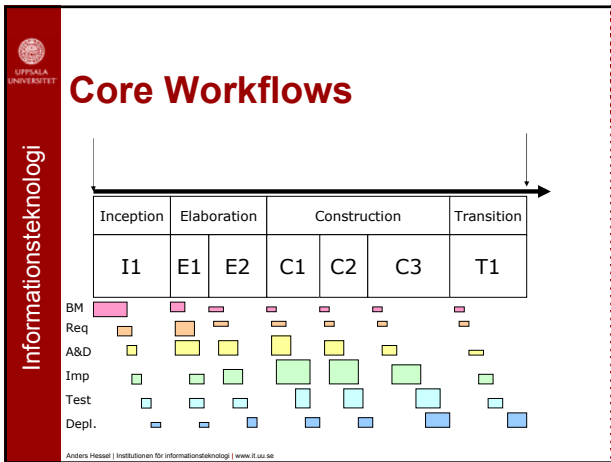 UPPSALA
UNIVERSITET
Core Workflows
Informationsteknologi
Inception Elaboration Construction Transition
I1 E1 E2 C1 C2 C3 T1
BM
Req
A&D
Imp
Test
Depl.
Anders Hessel | Institutionen för informationsteknologi | www.it.uu.se